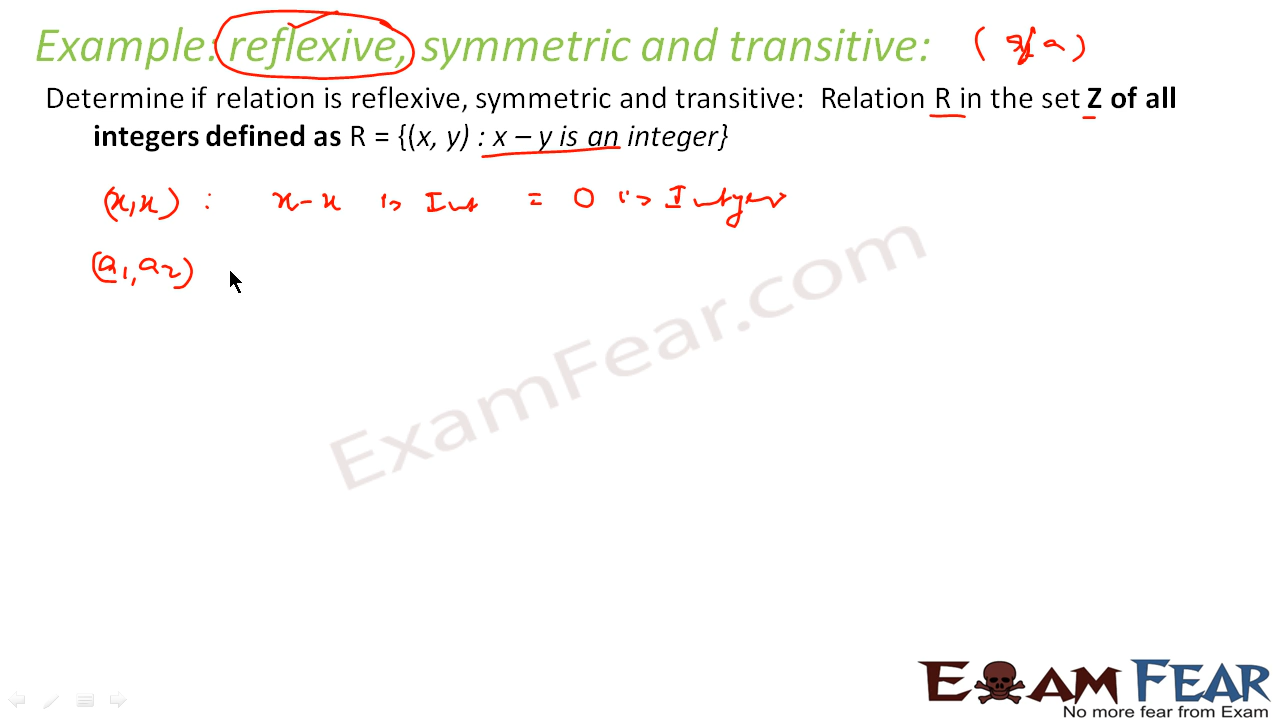 Example: reflexive, symmetric and transitive:
Determine if relation is reflexive, symmetric and transitive: Relation R in the set Z of all
integers defined as R = {(x, y) : x – y is an integer}
(x,x) : x-x is Int = 0 is Integer
(a1,a2)
ExamFear.com
EXAM FEAR
No more fear from Exam